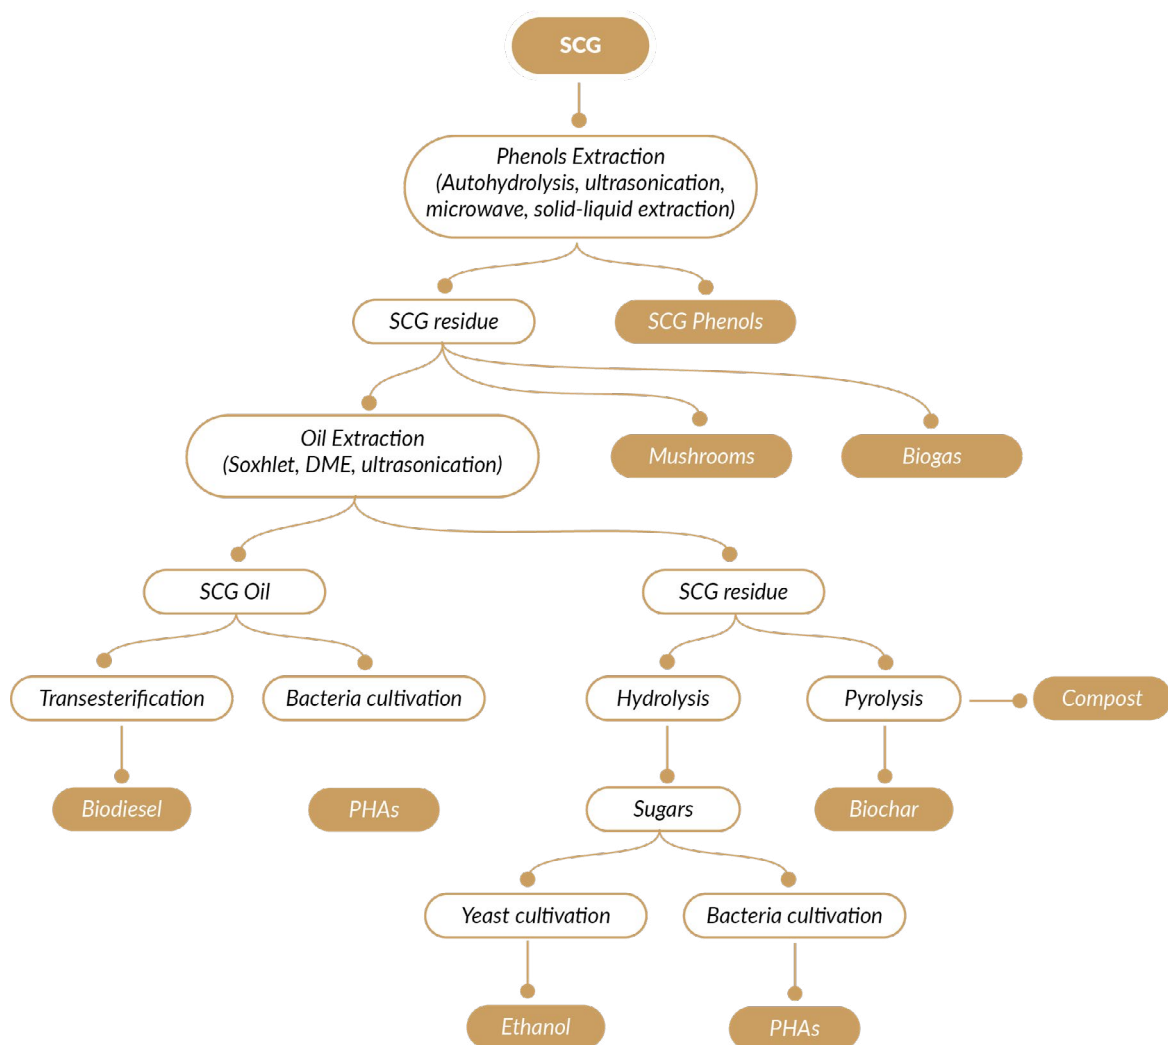 SCG
Phenols Extraction
(Autohydrolysis, ultrasonication,
microwave, solid-liquid extraction)
SCG residue
SCG Phenols
Oil Extraction
(Soxhlet, DME, ultrasonication)
Mushrooms
Biogas
SCG Oil
SCG residue
Transesterification
Bacteria cultivation
Hydrolysis
Pyrolysis
Compost
Biodiesel
PHAs
Sugars
Biochar
Yeast cultivation
Bacteria cultivation
Ethanol
PHAs